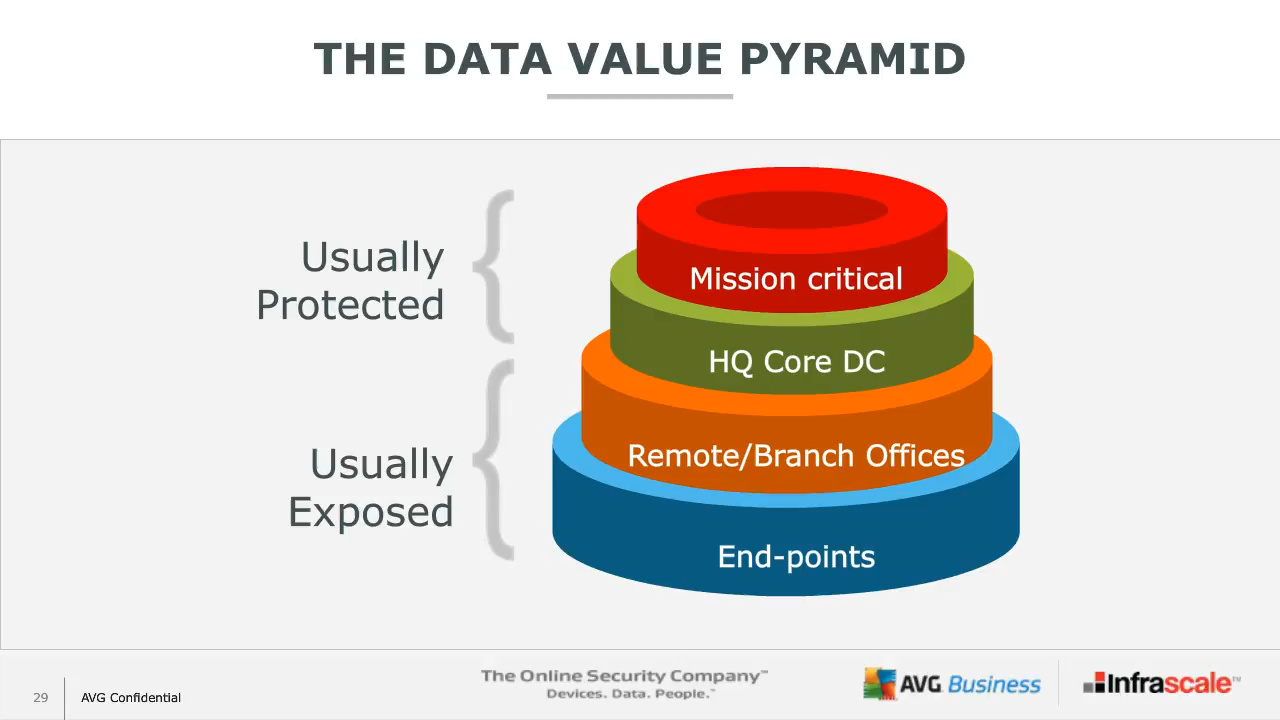 THE DATA VALUE PYRAMID
Usually
Protected
Mission critical
HQ Core DC
Usually
Exposed
Remote/Branch Offices
End-points
29
AVG Confidential
The Online Security Company™
Devices. Data. People.™
AVG Business
Infrascale™